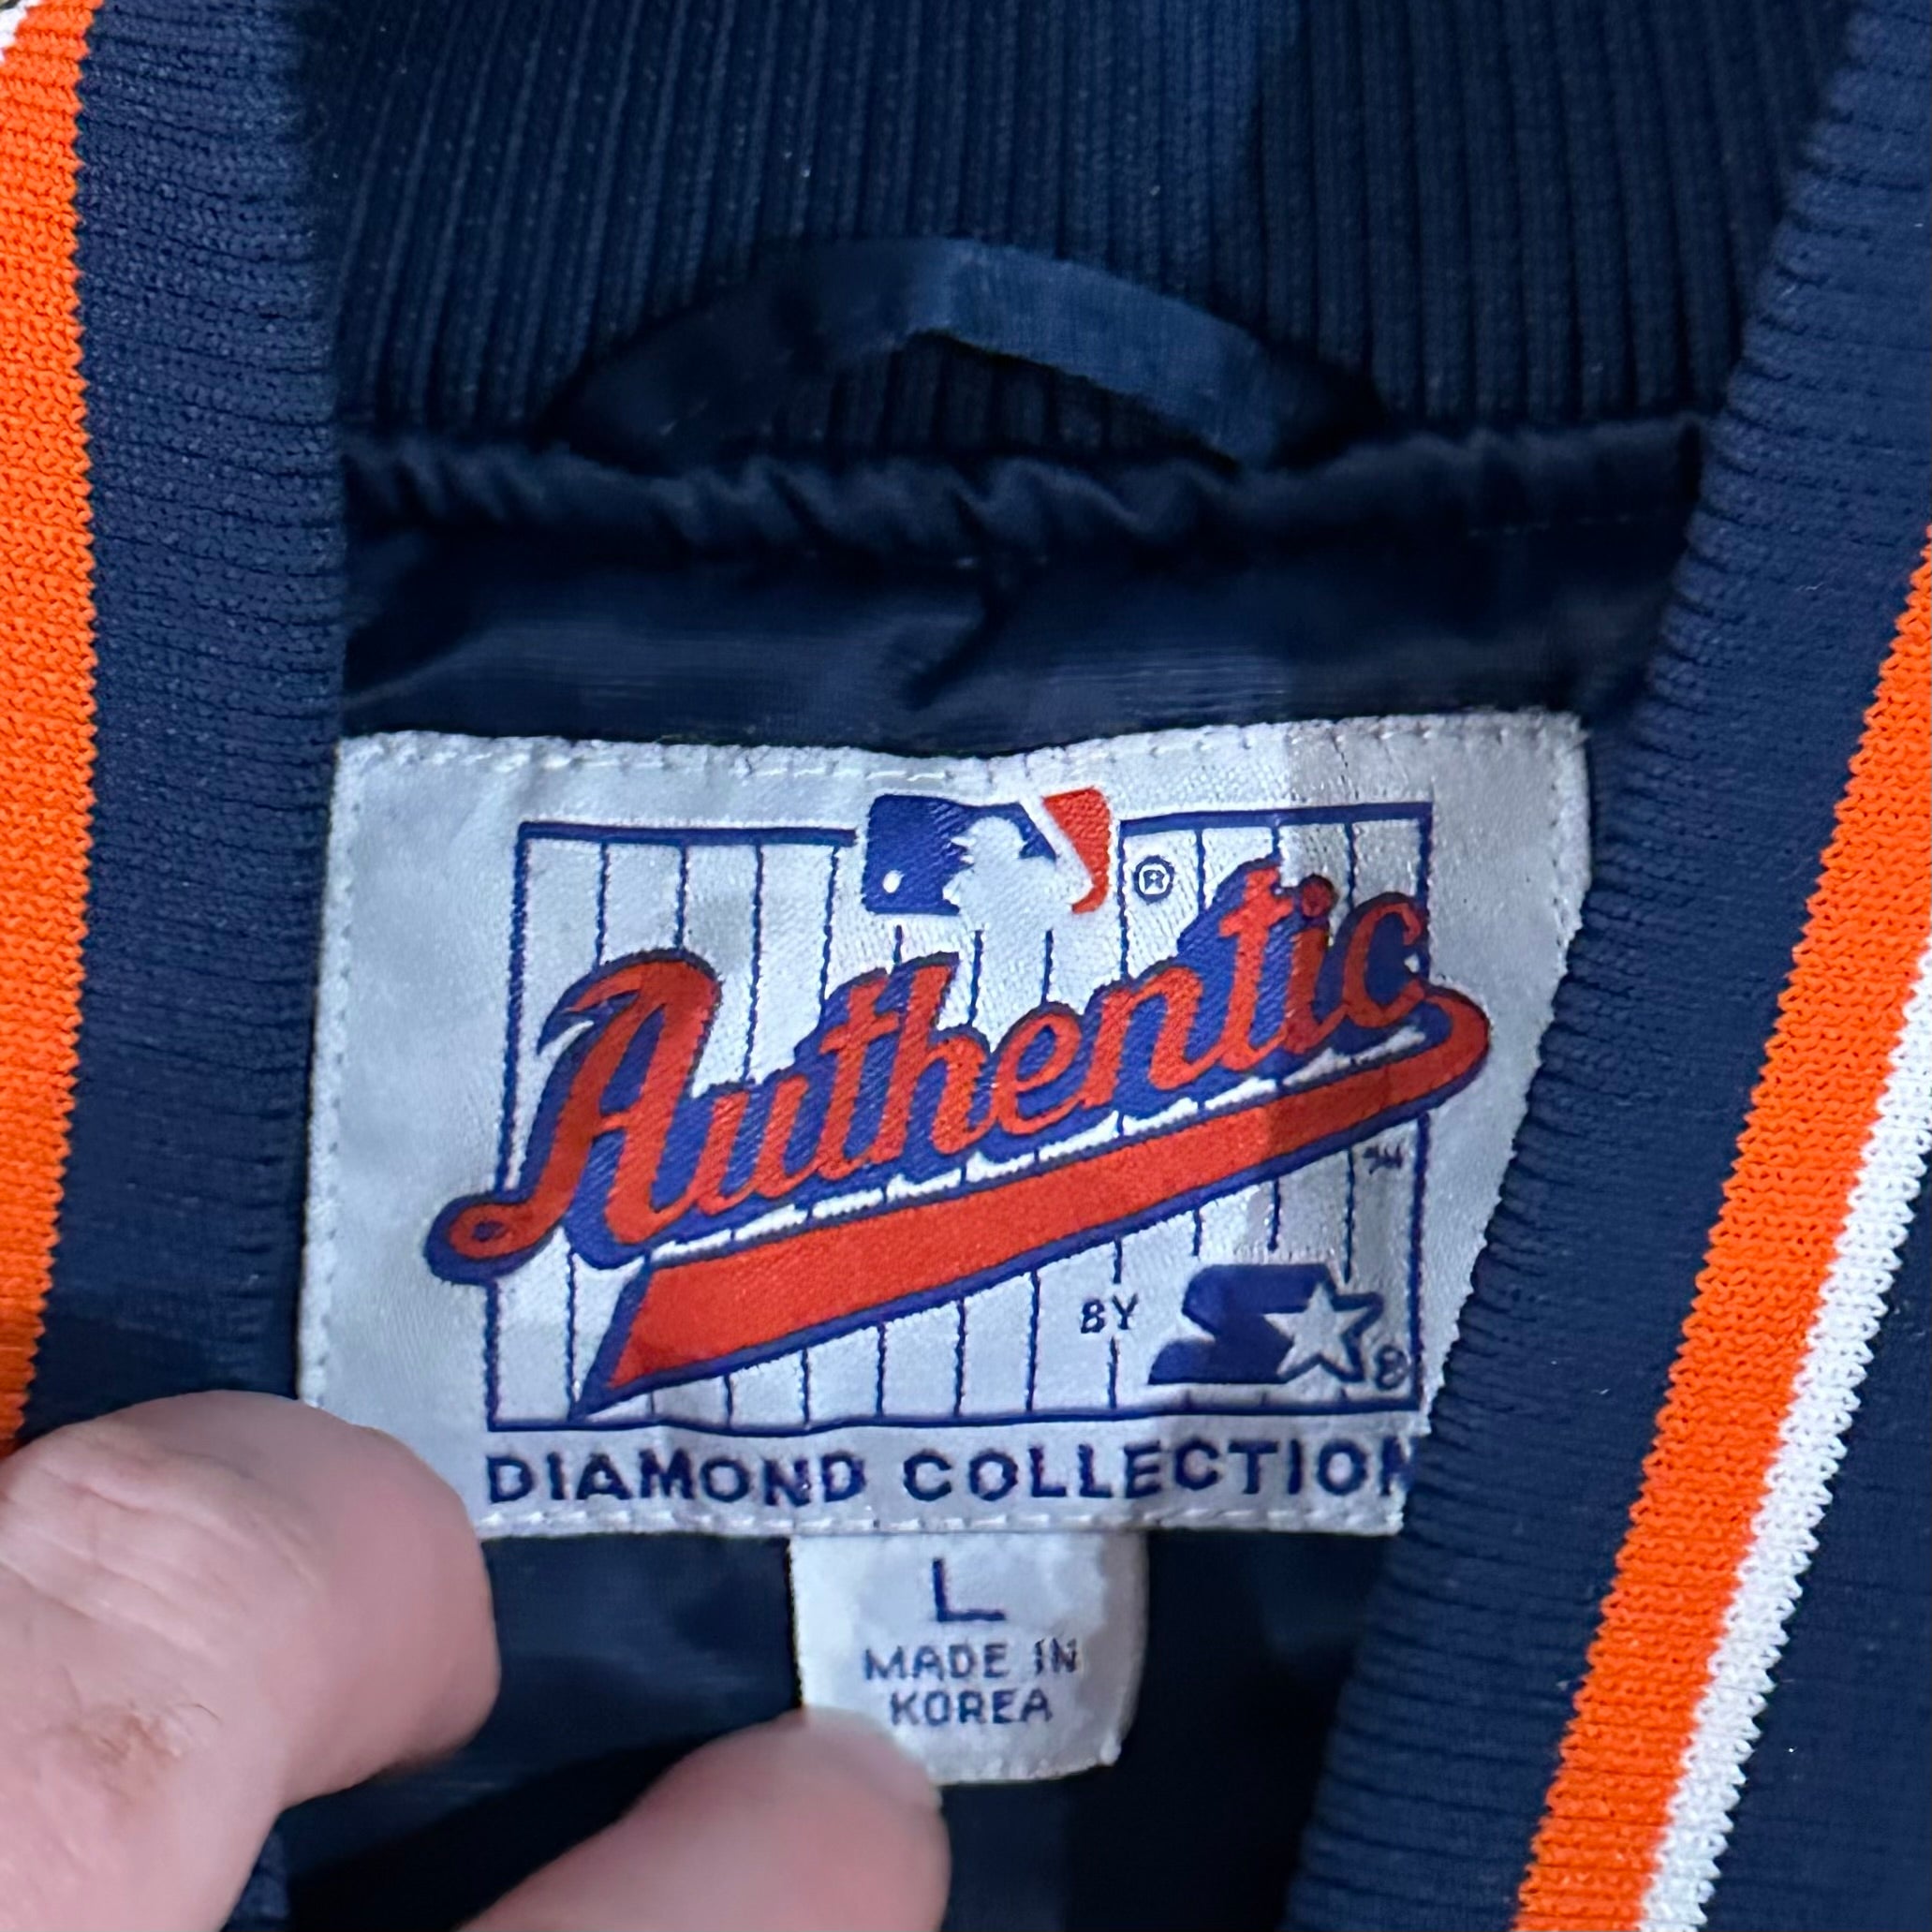 ®
Authentic
BY ®
DIAMOND COLLECTION
L
MADE IN
KOREA